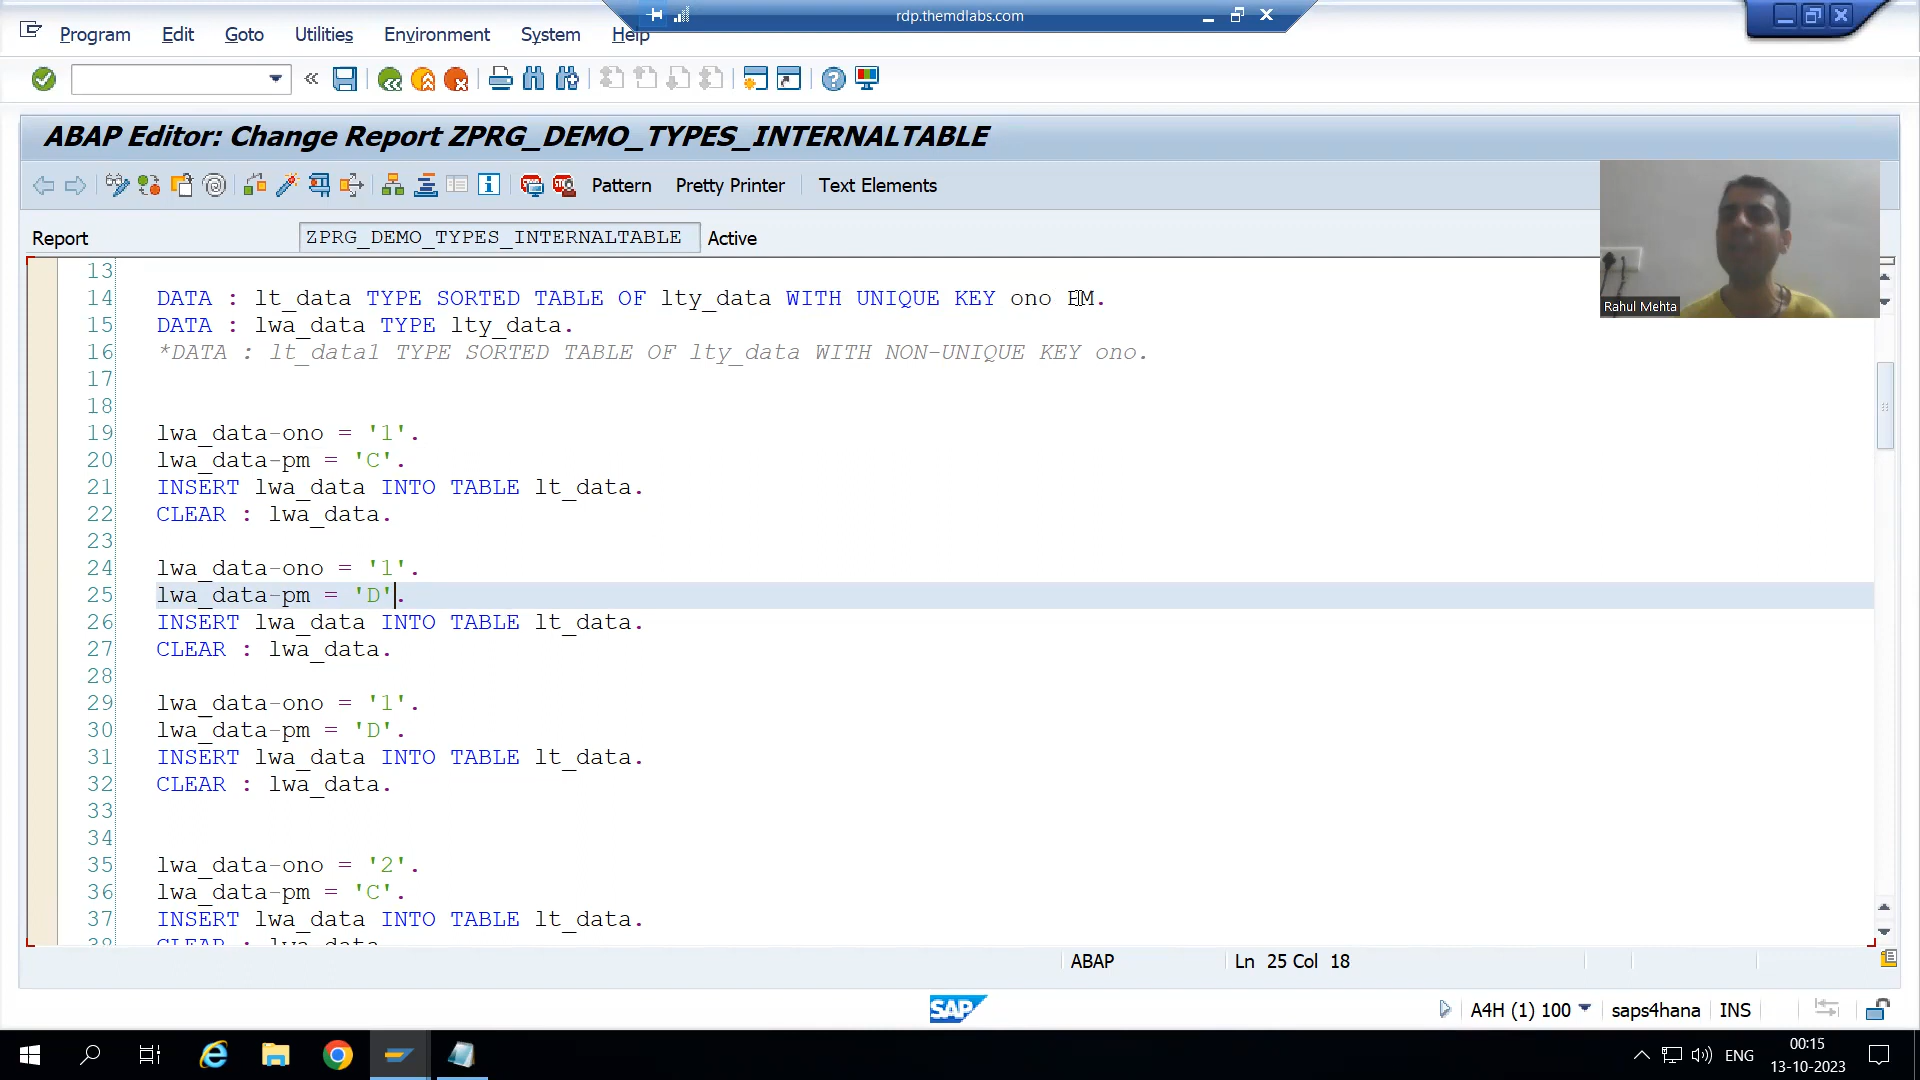 rdp.themdlabs.com
Program Edit Goto Utilities Environment System Help
ABAP Editor: Change Report ZPRG_DEMO_TYPES_INTERNALTABLE
Pattern Pretty Printer Text Elements
Report ZPRG_DEMO_TYPES_INTERNALTABLE Active
Rahul Mehta
13
14 DATA : lt_data TYPE SORTED TABLE OF lty_data WITH UNIQUE KEY ono PM.
15 DATA : lwa_data TYPE lty_data.
16 *DATA : lt_data1 TYPE SORTED TABLE OF lty_data WITH NON-UNIQUE KEY ono.
17
18
19 lwa_data-ono = '1'.
20 lwa_data-pm = 'C'.
21 INSERT lwa_data INTO TABLE lt_data.
22 CLEAR : lwa_data.
23
24 lwa_data-ono = '1'.
25 lwa_data-pm = 'D'.
26 INSERT lwa_data INTO TABLE lt_data.
27 CLEAR : lwa_data.
28
29 lwa_data-ono = '1'.
30 lwa_data-pm = 'D'.
31 INSERT lwa_data INTO TABLE lt_data.
32 CLEAR : lwa_data.
33
34
35 lwa_data-ono = '2'.
36 lwa_data-pm = 'C'.
37 INSERT lwa_data INTO TABLE lt_data.
38 CLEAR : lwa_data
ABAP Ln 25 Col 18
SAP A4H (1) 100 saps4hana INS
ENG 00:15
13-10-2023